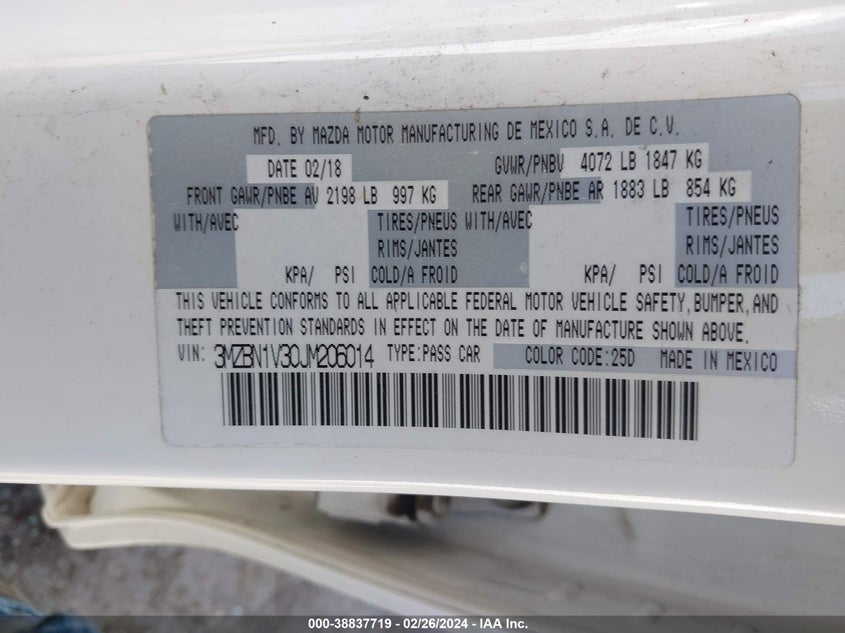 MFD. BY MAZDA MOTOR MANUFACTURING DE MEXICO S.A. DE C.V.
DATE 02/18 GVWR/PNBV 4072 LB 1847 KG
FRONT GAWR/PNBE AV 2198 LB 997 KG REAR GAWR/PNBE AR 1883 LB 854 KG
WITH/AVEC TIRES/PNEUS WITH/AVEC TIRES/PNEUS
RIMS/JANTES RIMS/JANTES
KPA/ PSI COLD/A FROID KPA/ PSI COLD/A FROID
THIS VEHICLE CONFORMS TO ALL APPLICABLE FEDERAL MOTOR VEHICLE SAFETY,BUMPER,AND
THEFT PREVENTION STANDARDS IN EFFECT ON THE DATE OF MANUFACTURE SHOWN ABOVE.
VIN: 3MZBN1V30JM206014 TYPE:PASS CAR COLOR CODE:25D MADE IN MEXICO
000-38837719 - 02/26/2024 - IAA Inc.